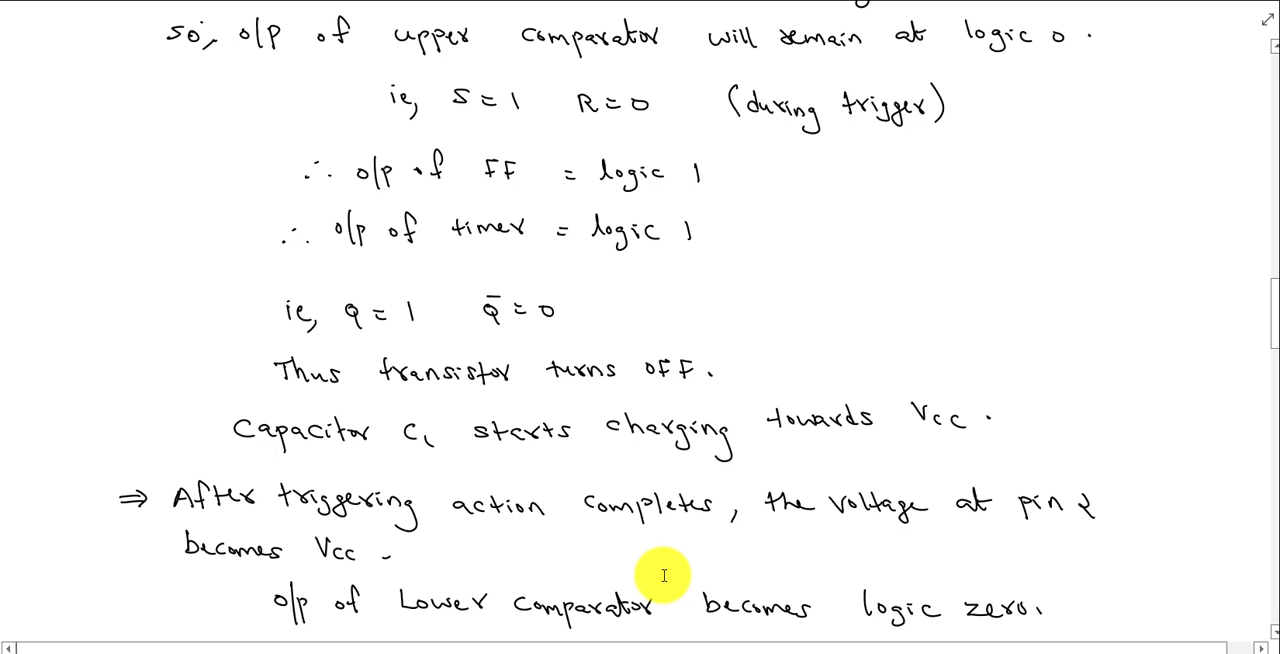 so, o/p of upper comparator will remain at logic 0.
ie, S = 1 R = 0 (during trigger)
∴ o/p of FF = logic 1
∴ o/p of timer = logic 1
ie, Q = 1 Q̄ = 0
Thus transistor turns OFF.
Capacitor C1 starts charging towards Vcc.
⇒ After triggering action completes, the voltage at pin 2
becomes Vcc.
o/p of Lower comparator becomes logic zero.